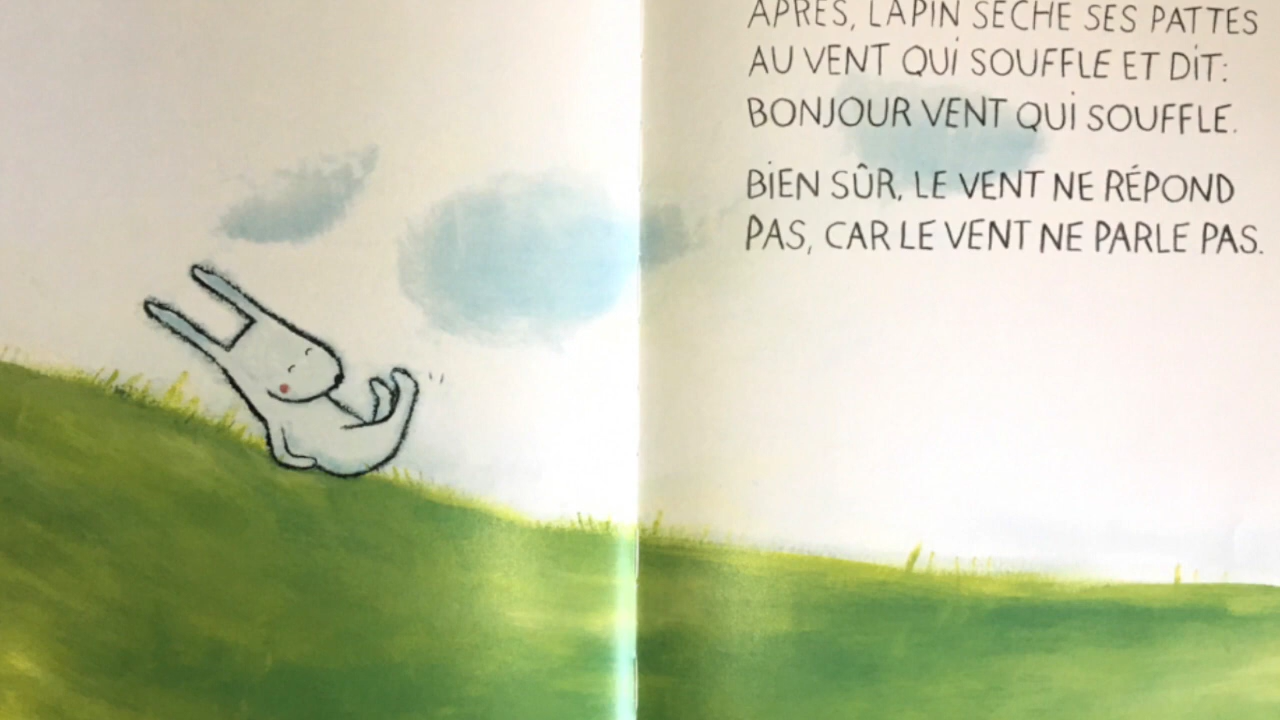 APRÈS, LAPIN SÈCHE SES PATTES
AU VENT QUI SOUFFLE ET DIT:
BONJOUR VENT QUI SOUFFLE.
BIEN SÛR, LE VENT NE RÉPOND
PAS, CAR LE VENT NE PARLE PAS.